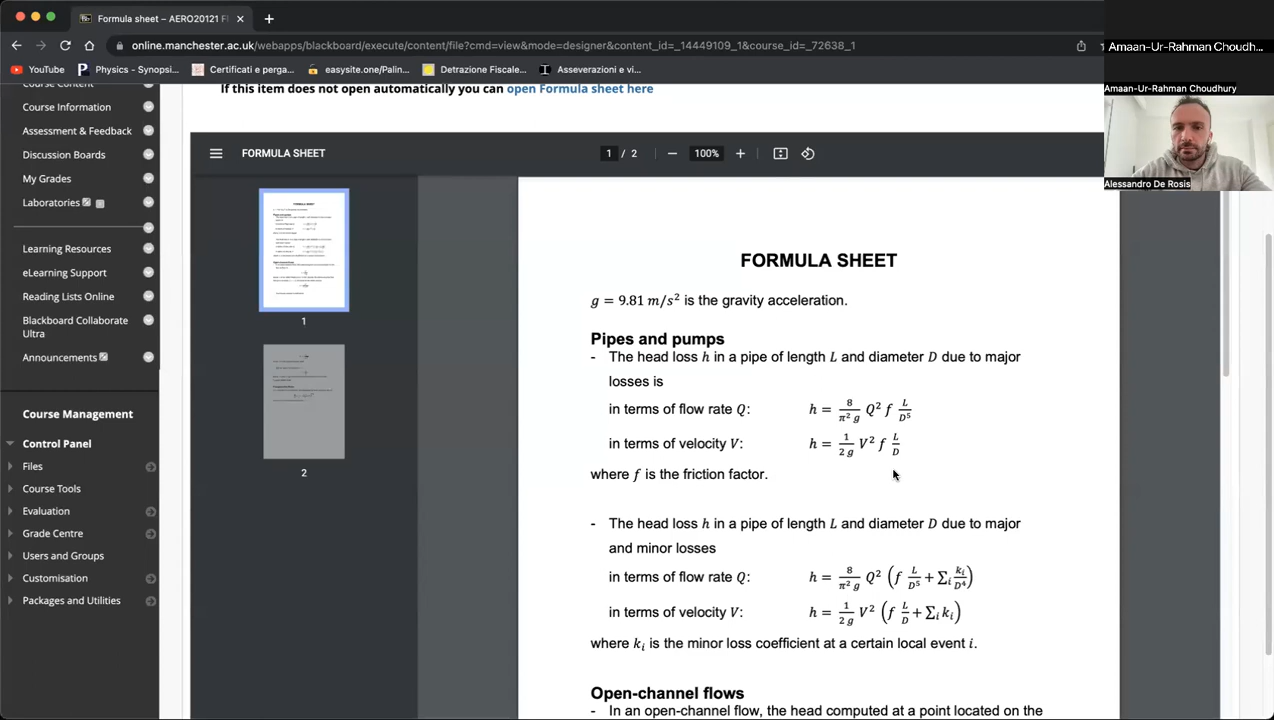 Formula sheet – AERO20121 Fl
online.manchester.ac.uk/webapps/blackboard/execute/content/file?cmd=view&mode=designer&content_id=_14449109_1&course_id=_72638_1
YouTube
Physics - Synopsi...
Certificati e perga...
easysite.one/Palin...
Detrazione Fiscale...
Asseverazioni e vi...
Amaan-Ur-Rahman Choudh...
Amaan-Ur-Rahman Choudhury
Alessandro De Rosis
Course Content
Course Information
Assessment & Feedback
Discussion Boards
My Grades
Laboratories
Learning Resources
eLearning Support
Reading Lists Online
Blackboard Collaborate
Ultra
Announcements
Course Management
Control Panel
Files
Course Tools
Evaluation
Grade Centre
Users and Groups
Customisation
Packages and Utilities
If this item does not open automatically you can open Formula sheet here
FORMULA SHEET
1 / 2
100%
1
2
FORMULA SHEET
g = 9.81 m/s² is the gravity acceleration.
Pipes and pumps
- The head loss h in a pipe of length L and diameter D due to major
losses is
in terms of flow rate Q: h = 8/(π² g) Q² f L/D⁵
in terms of velocity V: h = 1/(2 g) V² f L/D
where f is the friction factor.
- The head loss h in a pipe of length L and diameter D due to major
and minor losses
in terms of flow rate Q: h = 8/(π² g) Q² (f L/D⁵ + Σᵢ kᵢ/D⁴)
in terms of velocity V: h = 1/(2 g) V² (f L/D + Σᵢ kᵢ)
where kᵢ is the minor loss coefficient at a certain local event i.
Open-channel flows
- In an open-channel flow, the head computed at a point located on the